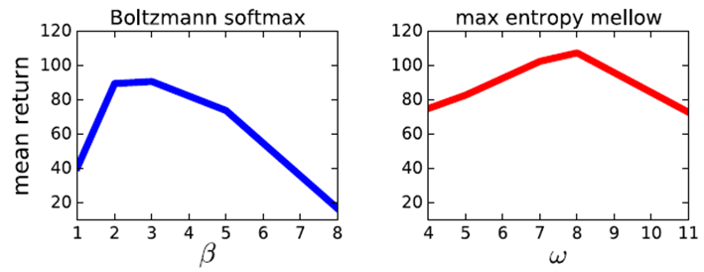 Boltzmann softmax
120
100
80
60
40
20
mean return
1 2 3 4 5 6 7 8
β
max entropy mellow
120
100
80
60
40
20
4 5 6 7 8 9 10 11
ω